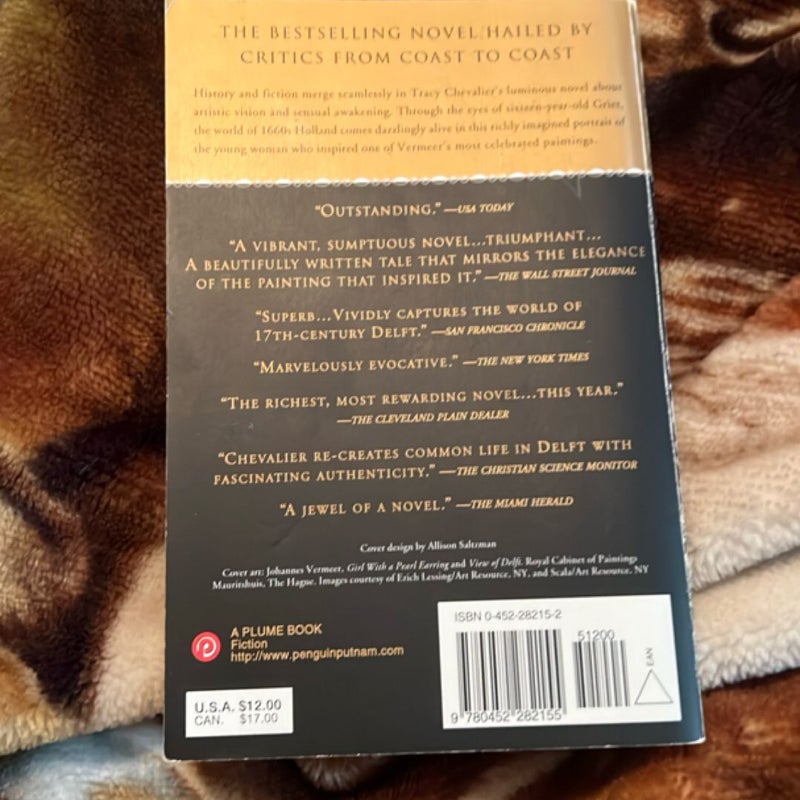 THE BESTSELLING NOVEL HAILED BY
CRITICS FROM COAST TO COAST
History and fiction merge seamlessly in Tracy Chevalier's luminous novel about
artistic vision and sensual awakening. Through the eyes of sixteen-year-old Griet,
the world of 1660s Holland comes dazzlingly alive in this richly imagined portrait of
the young woman who inspired one of Vermeer's most celebrated paintings.
"OUTSTANDING." —USA TODAY
"A VIBRANT, SUMPTUOUS NOVEL...TRIUMPHANT...
A BEAUTIFULLY WRITTEN TALE THAT MIRRORS THE ELEGANCE
OF THE PAINTING THAT INSPIRED IT." —THE WALL STREET JOURNAL
"SUPERB...VIVIDLY CAPTURES THE WORLD OF
17TH-CENTURY DELFT." —SAN FRANCISCO CHRONICLE
"MARVELOUSLY EVOCATIVE." —THE NEW YORK TIMES
"THE RICHEST, MOST REWARDING NOVEL...THIS YEAR."
—THE CLEVELAND PLAIN DEALER
"CHEVALIER RE-CREATES COMMON LIFE IN DELFT WITH
FASCINATING AUTHENTICITY." —THE CHRISTIAN SCIENCE MONITOR
"A JEWEL OF A NOVEL." —THE MIAMI HERALD
Cover design by Allison Saltzman
Cover art: Johannes Vermeer, Girl With a Pearl Earring and View of Delft. Royal Cabinet of Paintings
Mauritshuis, The Hague. Images courtesy of Erich Lessing/Art Resource, NY, and Scala/Art Resource, NY
A PLUME BOOK
Fiction
http://www.penguinputnam.com
U.S.A. $12.00
CAN. $17.00
ISBN 0-452-28215-2
51200
EAN
9 780452 282155